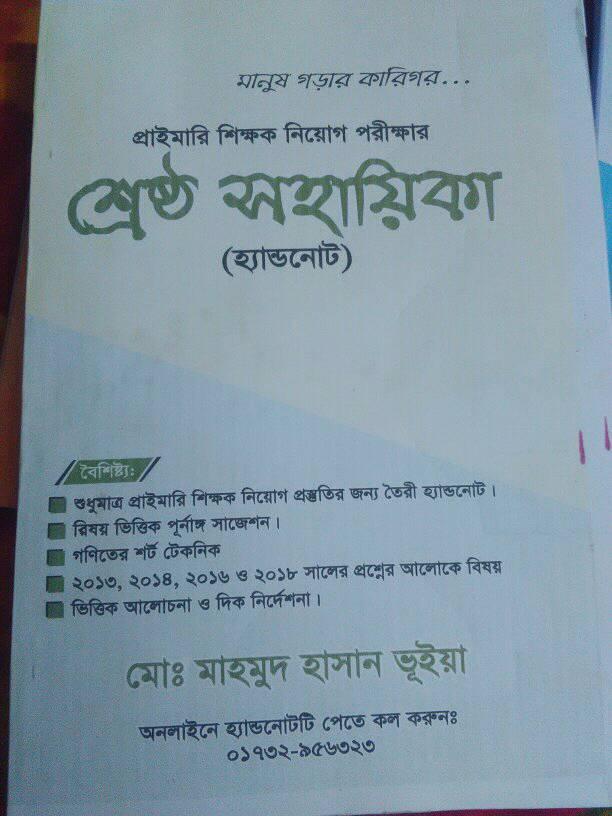 মানুষ গড়ার কারিগর...
প্রাইমারি শিক্ষক নিয়োগ পরীক্ষার
শ্রেষ্ঠ সহায়িকা
(হ্যান্ডনোট)
বৈশিষ্ট্য:
শুধুমাত্র প্রাইমারি শিক্ষক নিয়োগ প্রস্তুতির জন্য তৈরী হ্যান্ডনোট।
বিষয় ভিত্তিক পূর্নাঙ্গ সাজেশন।
গণিতের শর্ট টেকনিক
২০১৩, ২০১৪, ২০১৬ ও ২০১৮ সালের প্রশ্নের আলোকে বিষয়
ভিত্তিক আলোচনা ও দিক নির্দেশনা।
মোঃ মাহমুদ হাসান ভূইয়া
অনলাইনে হ্যান্ডনোটটি পেতে কল করুনঃ
০১৭৩২-৯৫৬৩২৩